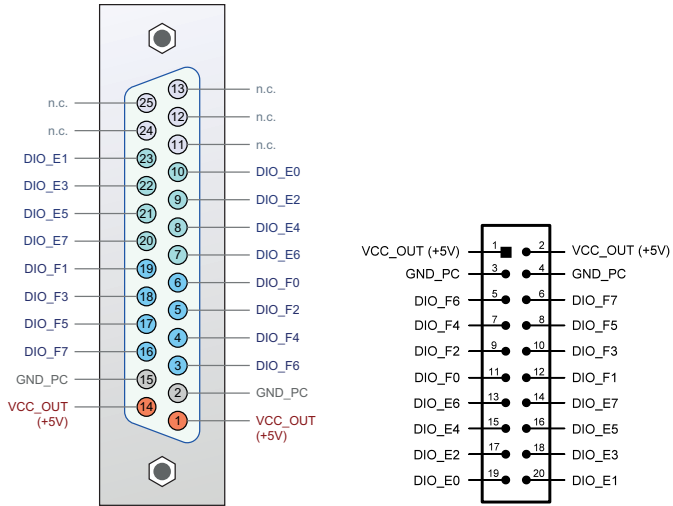 13 n.c.
n.c. 25
12 n.c.
n.c. 24
11 n.c.
DIO_E1 23
10 DIO_E0
DIO_E3 22
9 DIO_E2
DIO_E5 21
8 DIO_E4
DIO_E7 20
7 DIO_E6
DIO_F1 19
6 DIO_F0
DIO_F3 18
5 DIO_F2
DIO_F5 17
4 DIO_F4
DIO_F7 16
3 DIO_F6
GND_PC 15
2 GND_PC
VCC_OUT 14
(+5V)
1 VCC_OUT
(+5V)
VCC_OUT (+5V) 1 2 VCC_OUT (+5V)
GND_PC 3 4 GND_PC
DIO_F6 5 6 DIO_F7
DIO_F4 7 8 DIO_F5
DIO_F2 9 10 DIO_F3
DIO_F0 11 12 DIO_F1
DIO_E6 13 14 DIO_E7
DIO_E4 15 16 DIO_E5
DIO_E2 17 18 DIO_E3
DIO_E0 19 20 DIO_E1